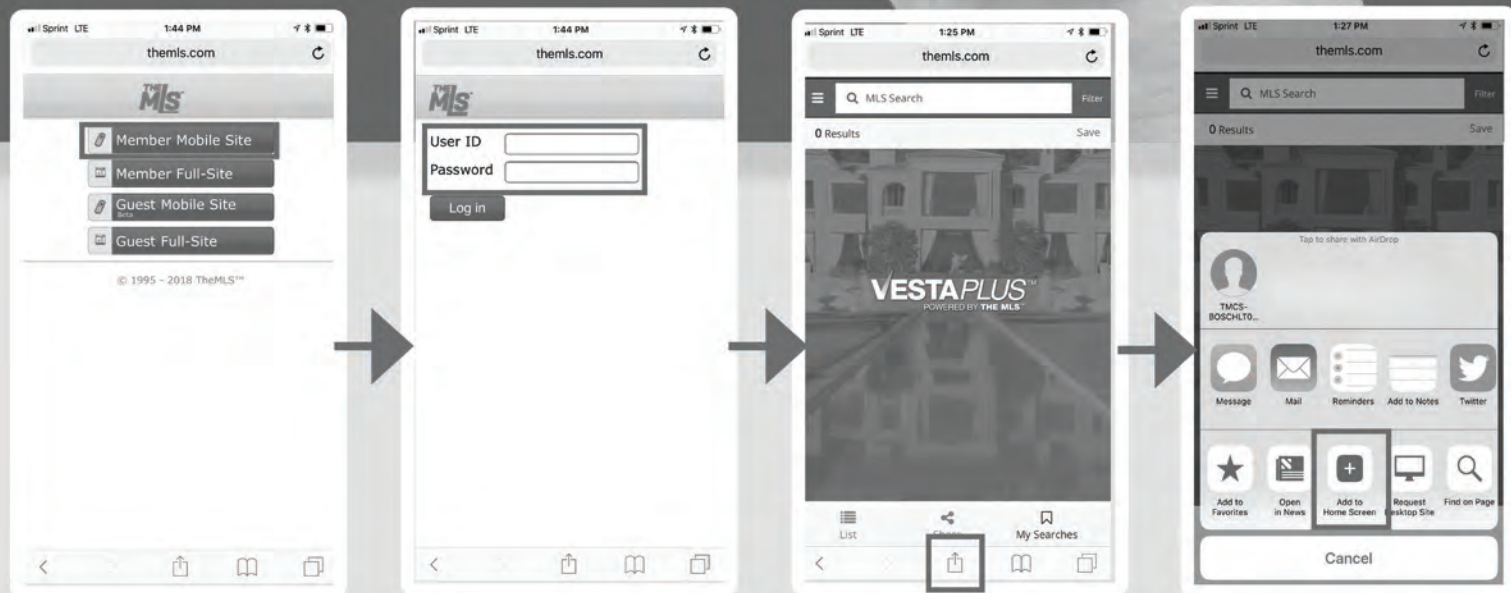 Sprint LTE 1:44 PM
themls.com
THE MLS
Member Mobile Site
Member Full-Site
Guest Mobile Site
Beta
Guest Full-Site
© 1995 - 2018 TheMLS™
Sprint LTE 1:44 PM
themls.com
THE MLS
User ID
Password
Log in
Sprint LTE 1:25 PM
themls.com
MLS Search Filter
0 Results Save
VESTAPLUS™
POWERED BY THE MLS™
List Share My Searches
Sprint LTE 1:27 PM
themls.com
MLS Search Filter
0 Results Save
Tap to share with AirDrop
TMCS-
BOSCHLT0...
Message Mail Reminders Add to Notes Twitter
Add to Favorites Open in News Add to Home Screen Request Desktop Site Find on Page
Cancel